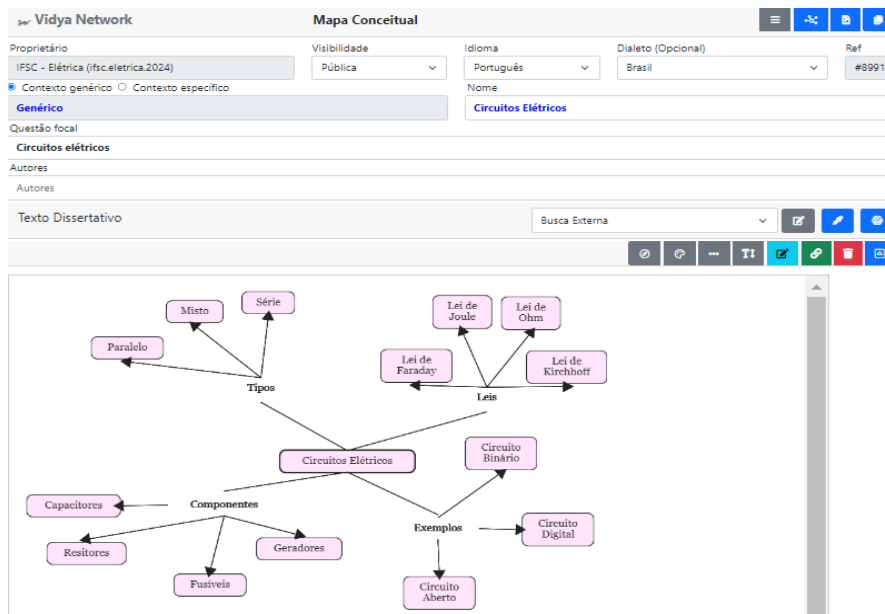 Vidya Network
Mapa Conceitual
Proprietário
Visibilidade
Idioma
Dialeto (Opcional)
Ref
IFSC - Elétrica (ifsc.eletrica.2024)
Pública
Português
Brasil
#8991
Contexto genérico
Contexto específico
Nome
Genérico
Circuitos Elétricos
Questão focal
Circuitos elétricos
Autores
Autores
Texto Dissertativo
Busca Externa
Misto
Série
Paralelo
Tipos
Lei de
Joule
Lei de
Ohm
Lei de
Faraday
Lei de
Kirchhoff
Leis
Circuitos Elétricos
Circuito
Binário
Componentes
Capacitores
Resitores
Fusíveis
Geradores
Exemplos
Circuito
Digital
Circuito
Aberto